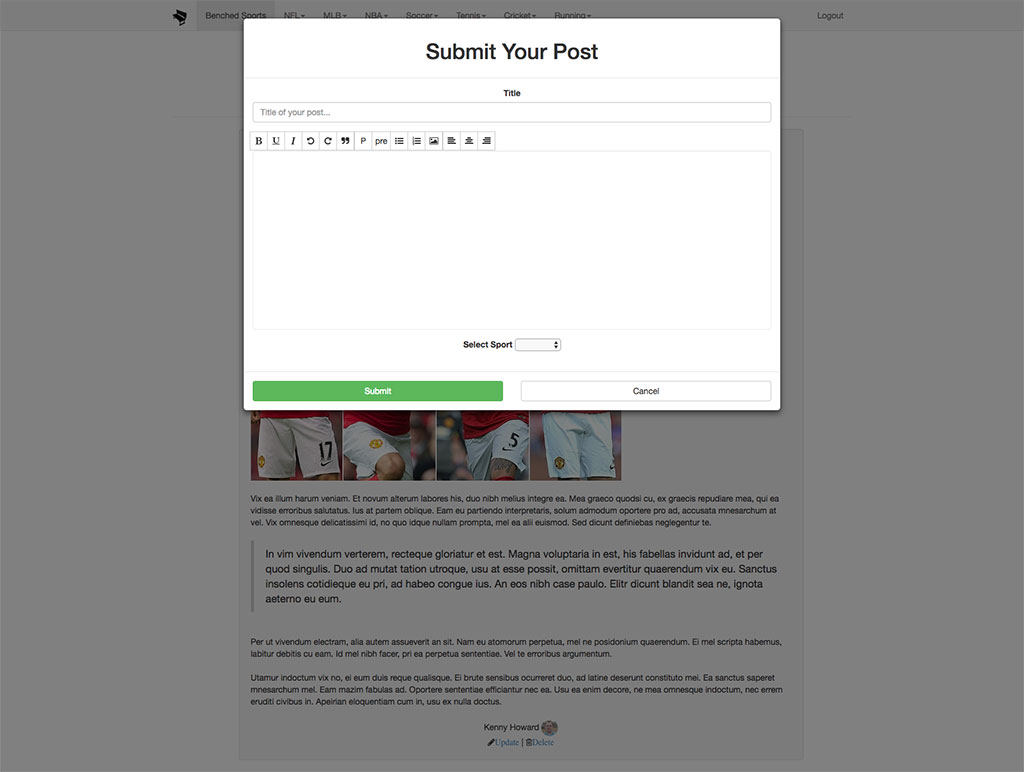 Benched Sports NFL MLB NBA Soccer Tennis Cricket Running Logout
Submit Your Post
Title
Title of your post...
B U I P pre
Select Sport
Submit Cancel
17 5
Vix ea illum harum veniam. Et novum alterum labores his, duo nibh melius integre ea. Mea graeco quodsi cu, ex graecis repudiare mea, qui ea
vidisse erroribus salutatus. Ius at partem oblique. Eam eu partiendo interpretaris, solum admodum oportere pro ad, accusata mnesarchum at
vel. Vix omnesque delicatissimi id, no quo idque nullam prompta, mel ea alii euismod. Sed dicunt definiebas neglegentur te.
In vim vivendum verterem, recteque gloriatur et est. Magna voluptaria in est, his fabellas invidunt ad, et per
quod singulis. Duo ad mutat tation utroque, usu at esse possit, omittam evertitur quaerendum vix eu. Sanctus
insolens cotidieque eu pri, ad habeo congue ius. An eos nibh case paulo. Elitr dicunt blandit sea ne, ignota
aeterno eu eum.
Per ut vivendum electram, alia autem assueverit an sit. Nam eu atomorum perpetua, mel ne posidonium quaerendum. Ei mel scripta habemus,
labitur debitis cu eam. Id mel nibh facer, pri ea perpetua sententiae. Vel te erroribus argumentum.
Utamur indoctum vix no, ei eum duis reque qualisque. Ei brute sensibus ocurreret duo, ad latine deserunt constituto mei. Ea sanctus saperet
mnesarchum mel. Eam mazim fabulas ad. Oportere sententiae efficiantur nec ea. Usu ea enim decore, ne mea omnesque indoctum, nec errem
eruditi civibus in. Apeirian eloquentiam cum in, usu ex nulla doctus.
Kenny Howard
Update | Delete